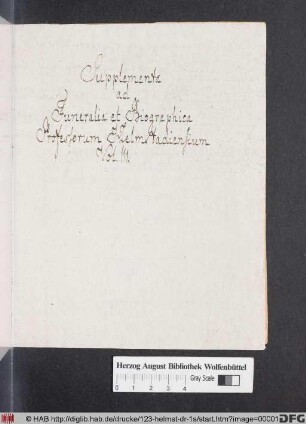 Supplementa
ad
Funeralia et Biographica
Professorum Helmstadiensium
Vol. III.
Herzog August Bibliothek Wolfenbüttel
0 1 2 3 4 Gray Scale
© HAB http://diglib.hab.de/drucke/123-helmst-dr-1s/start.htm?image=00001 DFG